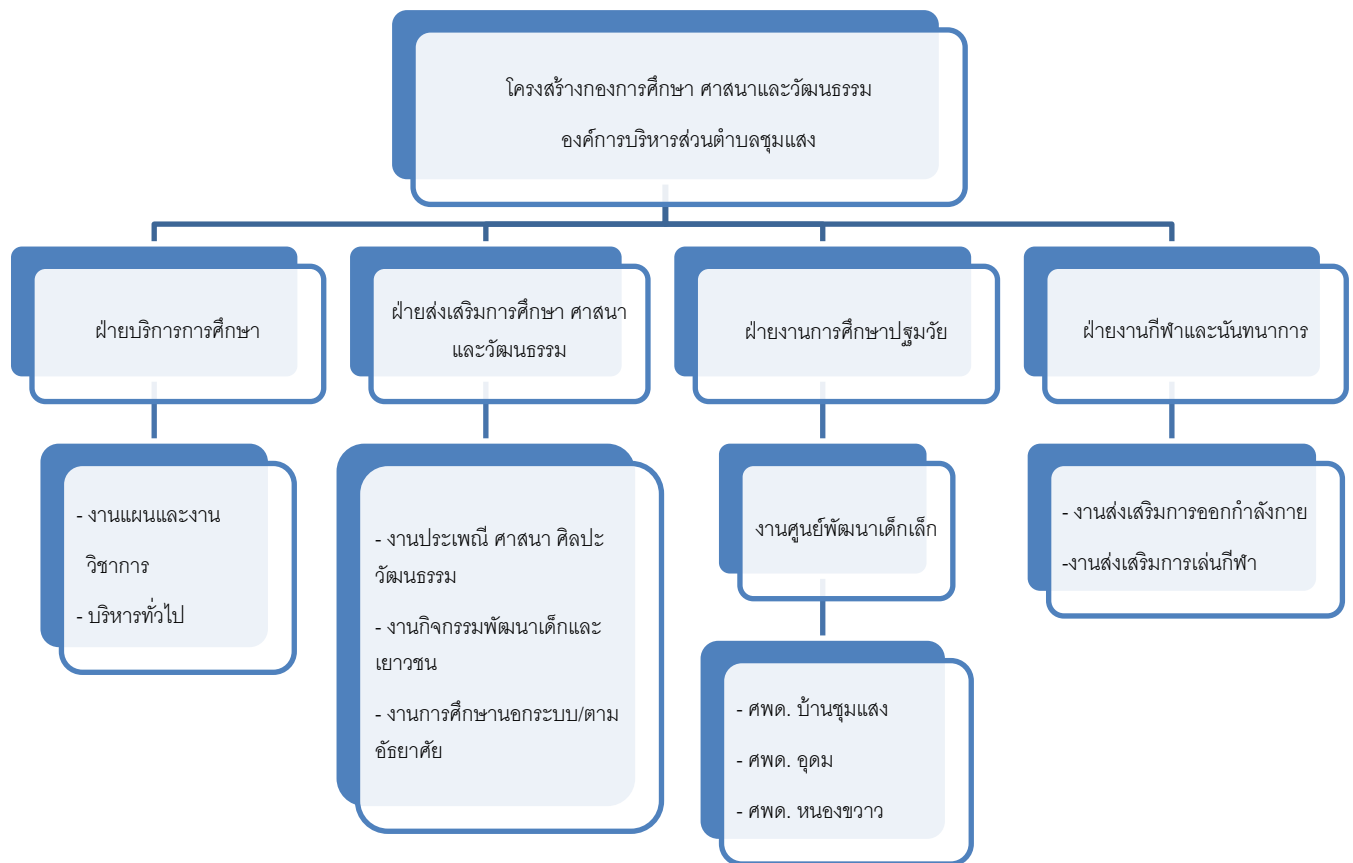 โครงสร้างกองการศึกษา ศาสนาและวัฒนธรรม
องค์การบริหารส่วนตำบลชุมแสง
ฝ่ายบริการการศึกษา
ฝ่ายส่งเสริมการศึกษา ศาสนา
และวัฒนธรรม
ฝ่ายงานการศึกษาปฐมวัย
ฝ่ายงานกีฬาและนันทนาการ
- งานแผนและงาน
วิชาการ
- บริหารทั่วไป
- งานประเพณี ศาสนา ศิลปะ
วัฒนธรรม
- งานกิจกรรมพัฒนาเด็กและ
เยาวชน
- งานการศึกษานอกระบบ/ตาม
อัธยาศัย
งานศูนย์พัฒนาเด็กเล็ก
- ศพด. บ้านชุมแสง
- ศพด. อุดม
- ศพด. หนองขวาว
- งานส่งเสริมการออกกำลังกาย
-งานส่งเสริมการเล่นกีฬา